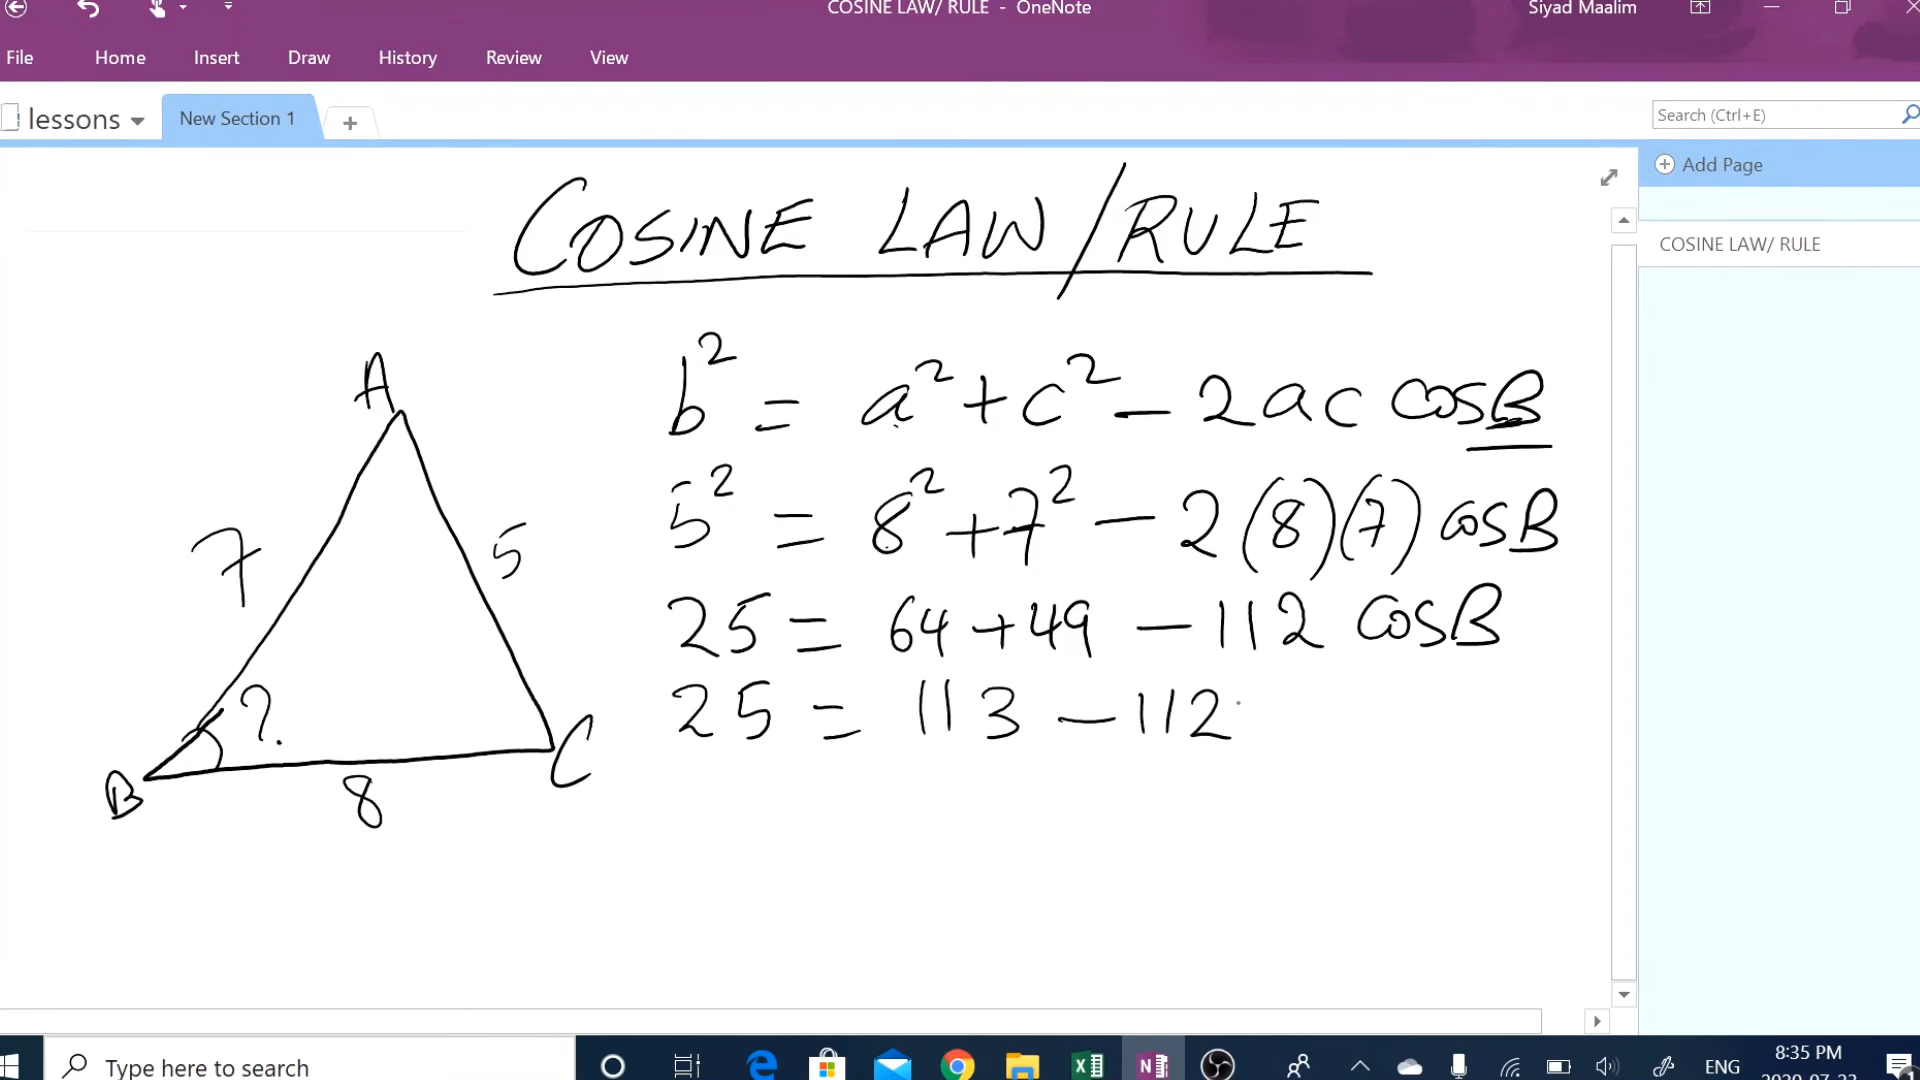 COSINE LAW/ RULE - OneNote
Siyad Maalim
File Home Insert Draw History Review View
lessons
New Section 1
+
Search (Ctrl+E)
Add Page
COSINE LAW/ RULE
COSINE LAW/RULE
A
7
5
?
B
8
C
b² = a² + c² - 2ac cosB
5² = 8² + 7² - 2(8)(7) cosB
25 = 64 + 49 - 112 cosB
25 = 113 - 112
Type here to search
ENG
8:35 PM